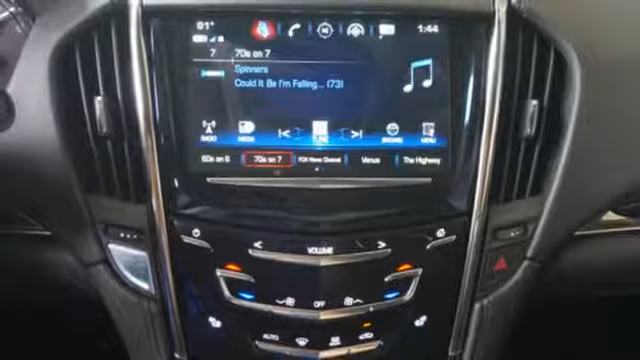 81° 1:44
7 70s on 7
Spinners
Could It Be I'm Falling... (73)
RADIO MEDIA BROWSE MENU
60s on 6 70s on 7 FOX News Channel Venus The Highway
VOLUME
OFF
AUTO